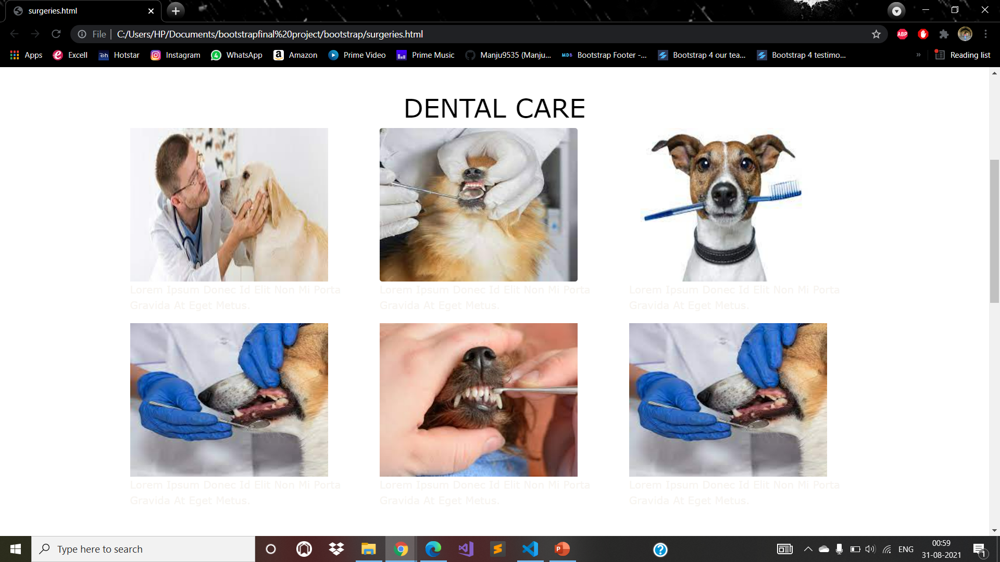 surgeries.html
File | C:/Users/HP/Documents/bootstrapfinal%20project/bootstrap/surgeries.html
ABP
Apps Excell Hotstar Instagram WhatsApp Amazon Prime Video Prime Music Manju9535 (Manju... MDB Bootstrap Footer -... Bootstrap 4 our tea... Bootstrap 4 testimo... » Reading list
DENTAL CARE
Lorem Ipsum Donec Id Elit Non Mi Porta
Gravida At Eget Metus.
Lorem Ipsum Donec Id Elit Non Mi Porta
Gravida At Eget Metus.
Lorem Ipsum Donec Id Elit Non Mi Porta
Gravida At Eget Metus.
Lorem Ipsum Donec Id Elit Non Mi Porta
Gravida At Eget Metus.
Lorem Ipsum Donec Id Elit Non Mi Porta
Gravida At Eget Metus.
Lorem Ipsum Donec Id Elit Non Mi Porta
Gravida At Eget Metus.
Type here to search
ENG
00:59
31-08-2021
1